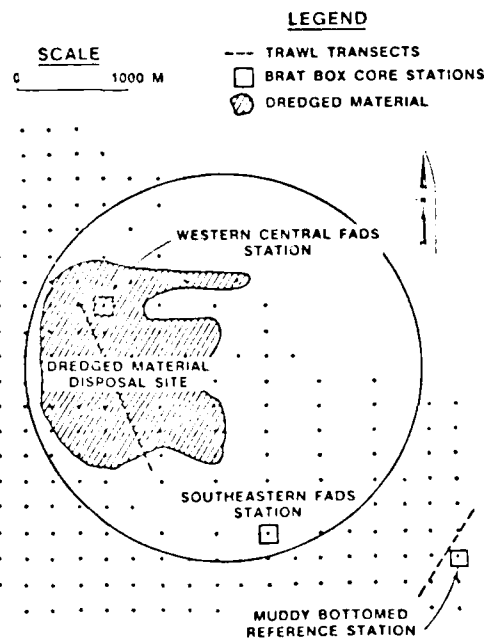 LEGEND
SCALE
0 1000 M
TRAWL TRANSECTS
BRAT BOX CORE STATIONS
DREDGED MATERIAL
WESTERN CENTRAL FADS
STATION
DREDGED MATERIAL
DISPOSAL SITE
SOUTHEASTERN FADS
STATION
MUDDY BOTTOMED
REFERENCE STATION